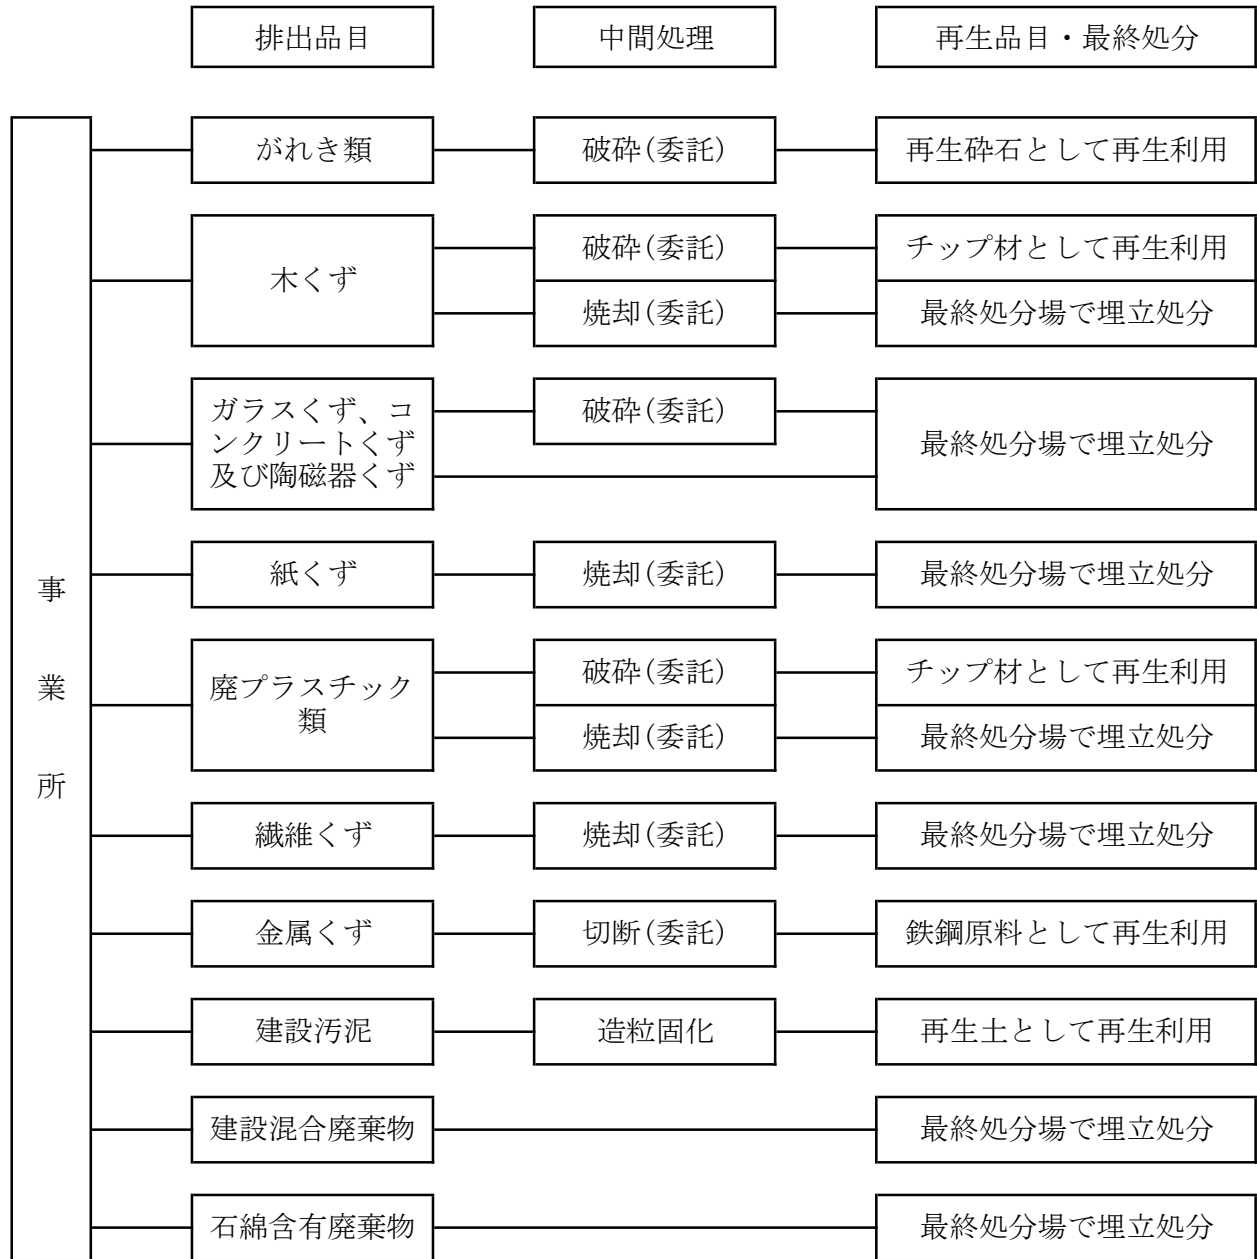 排出品目
中間処理
再生品目・最終処分
事
業
所
がれき類
破砕(委託)
再生砕石として再生利用
木くず
破砕(委託)
チップ材として再生利用
焼却(委託)
最終処分場で埋立処分
ガラスくず、コ
ンクリートくず
及び陶磁器くず
破砕(委託)
最終処分場で埋立処分
紙くず
焼却(委託)
最終処分場で埋立処分
廃プラスチック
類
破砕(委託)
チップ材として再生利用
焼却(委託)
最終処分場で埋立処分
繊維くず
焼却(委託)
最終処分場で埋立処分
金属くず
切断(委託)
鉄鋼原料として再生利用
建設汚泥
造粒固化
再生土として再生利用
建設混合廃棄物
最終処分場で埋立処分
石綿含有廃棄物
最終処分場で埋立処分